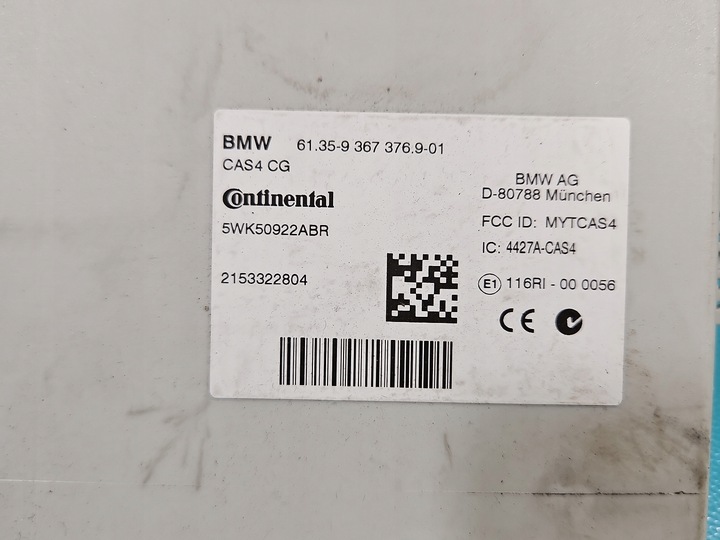 BMW 61.35-9 367 376.9-01
CAS4 CG
Continental
5WK50922ABR
2153322804
BMW AG
D-80788 München
FCC ID: MYTCAS4
IC: 4427A-CAS4
E1 116RI - 00 0056
CE